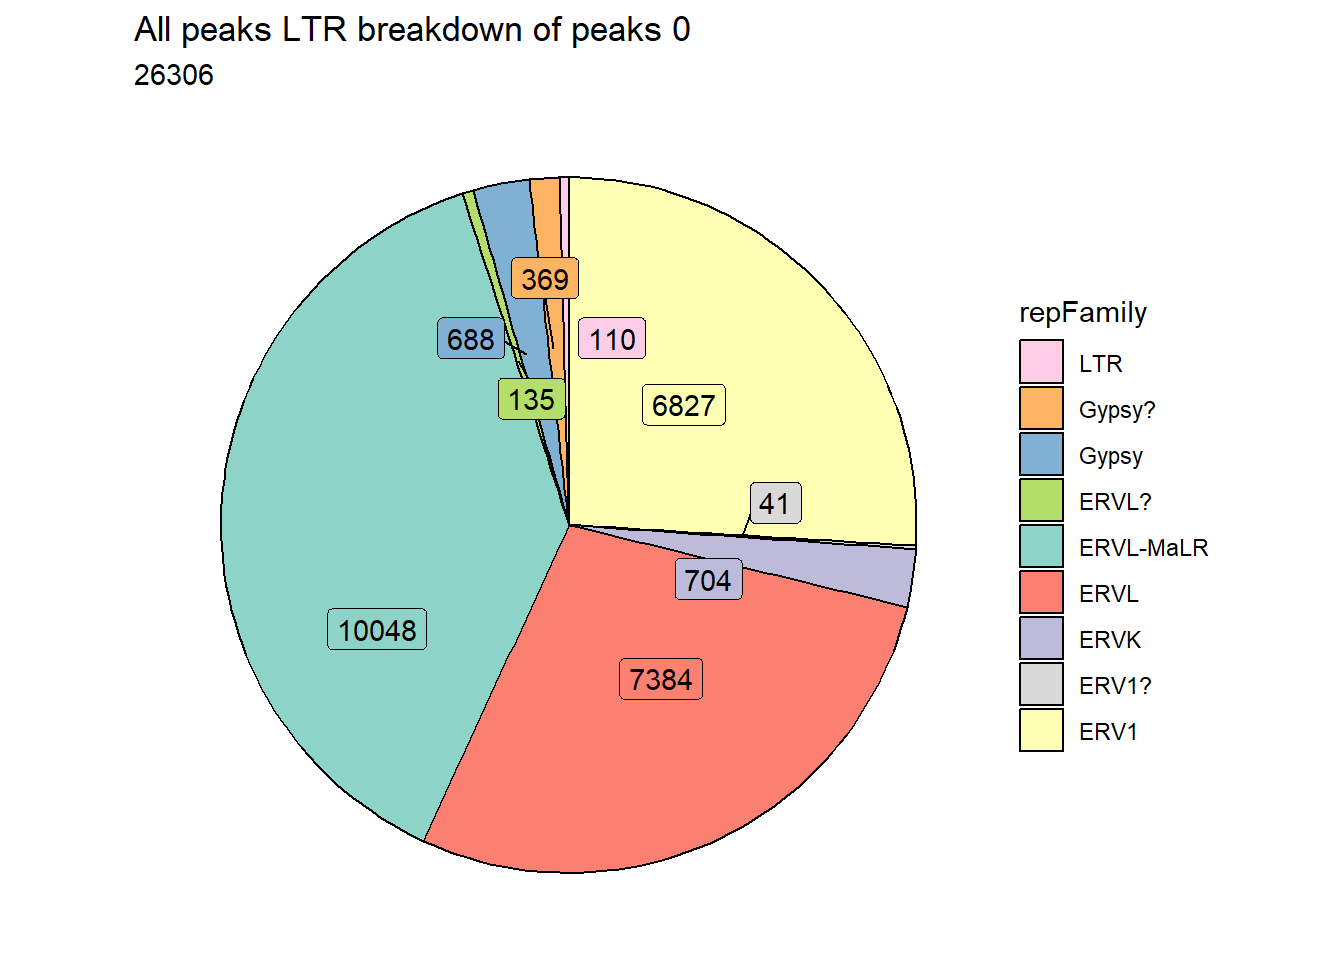 All peaks LTR breakdown of peaks 0
26306
369
688
110
135
6827
41
704
10048
7384
repFamily
LTR
Gypsy?
Gypsy
ERVL?
ERVL-MaLR
ERVL
ERVK
ERV1?
ERV1